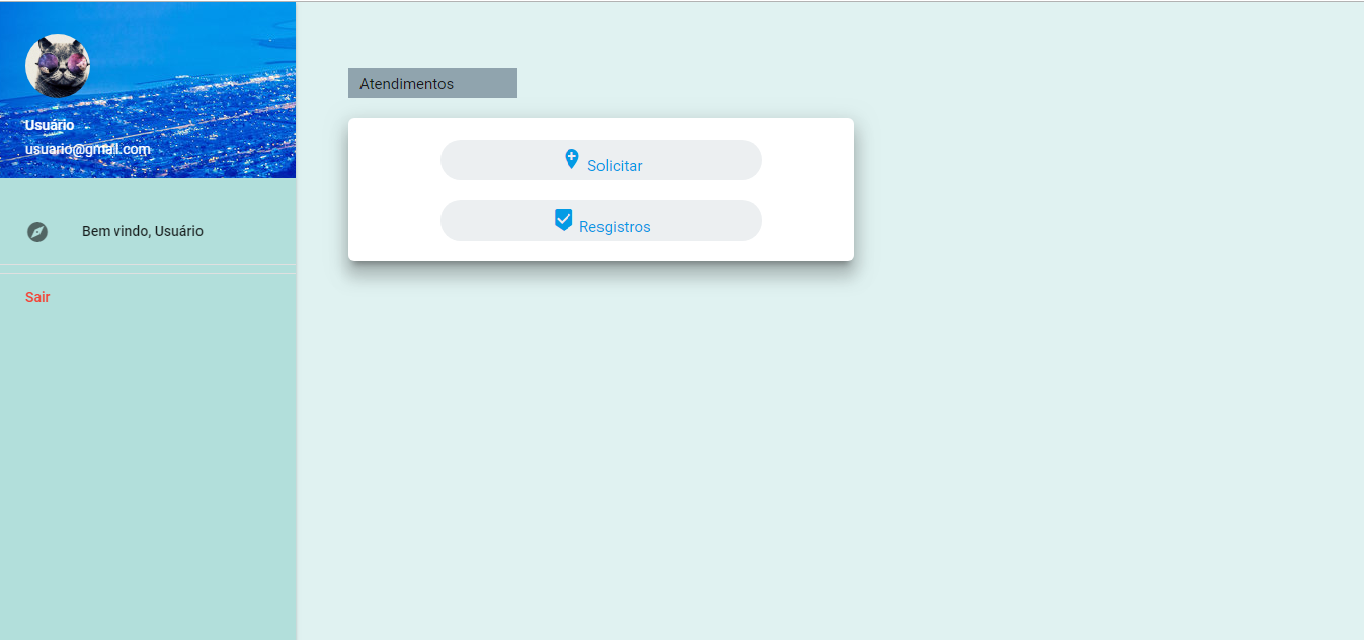 Usuário
usuario@gmail.com
Bem vindo, Usuário
Sair
Atendimentos
Solicitar
Resgistros